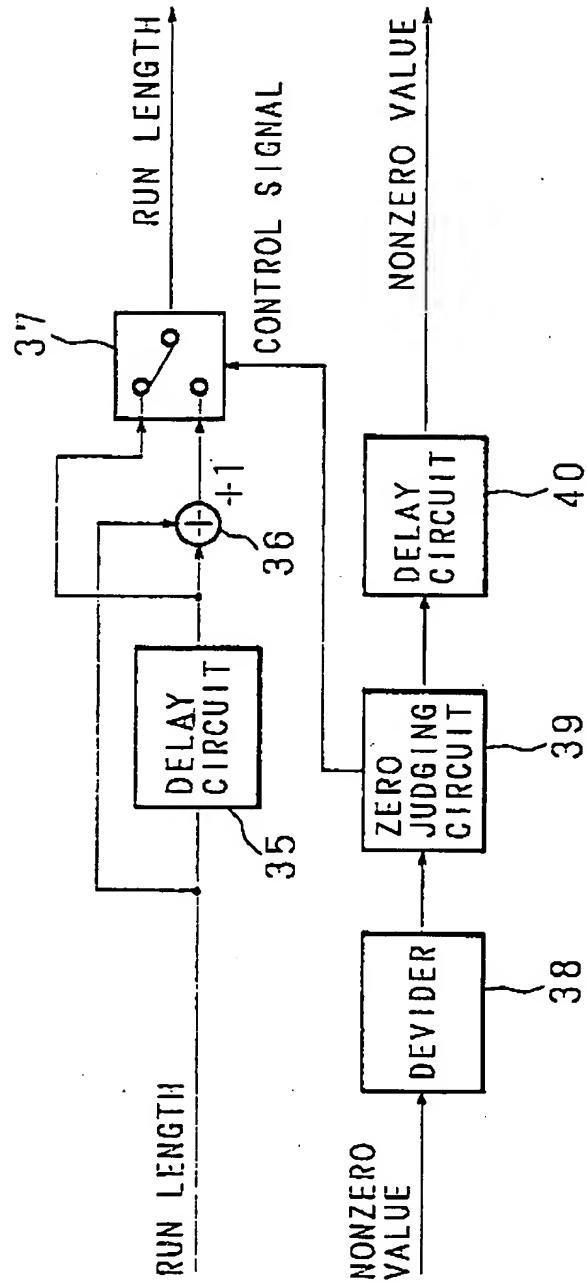 37
RUN LENGTH
RUN LENGTH
DELAY
CIRCUIT
35
+
+1
36
CONTROL SIGNAL
NONZERO
VALUE
DEVIDER
38
ZERO
JUDGING
CIRCUIT
39
DELAY
CIRCUIT
40
NONZERO VALUE